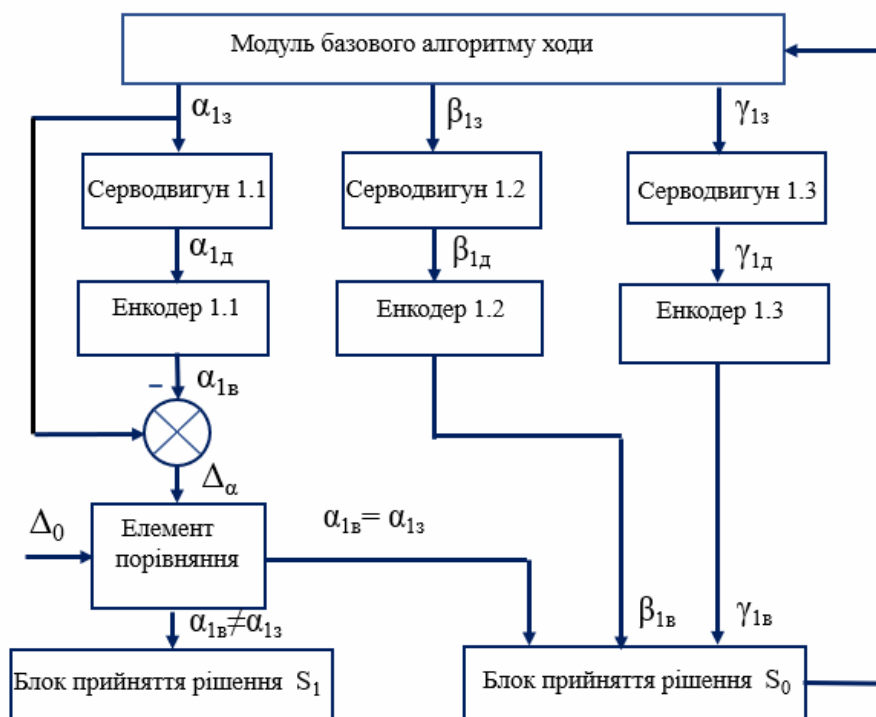 Модуль базового алгоритму ходи
α₁з
β₁з
γ₁з
Серводвигун 1.1
Серводвигун 1.2
Серводвигун 1.3
α₁д
β₁д
γ₁д
Енкодер 1.1
Енкодер 1.2
Енкодер 1.3
–
α₁в
Δα
Δ₀
Елемент
порівняння
α₁в= α₁з
α₁в≠α₁з
β₁в
γ₁в
Блок прийняття рішення S₁
Блок прийняття рішення S₀